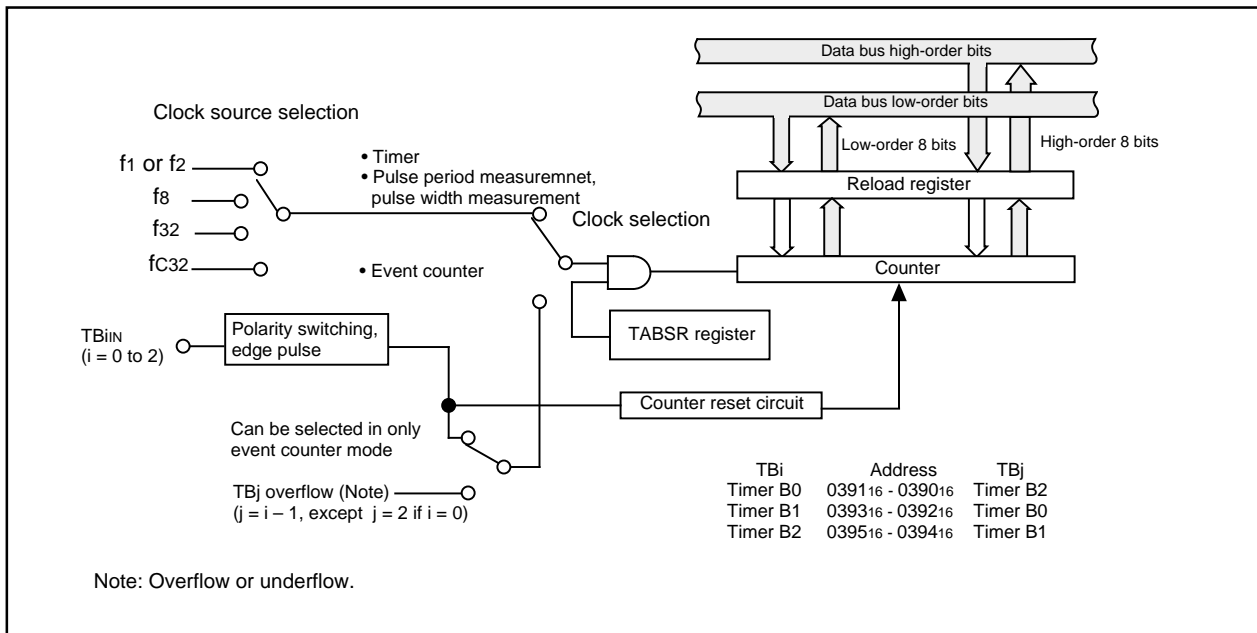 Data bus high-order bits
Data bus low-order bits
Clock source selection
Low-order 8 bits
High-order 8 bits
f1 or f2
• Timer
• Pulse period measuremnet,
pulse width measurement
Reload register
f8
Clock selection
f32
fC32
• Event counter
Counter
TBiIN
(i = 0 to 2)
Polarity switching,
edge pulse
TABSR register
Counter reset circuit
Can be selected in only
event counter mode
TBj overflow (Note)
(j = i – 1, except j = 2 if i = 0)
TBi Address TBj
Timer B0 039116 - 039016 Timer B2
Timer B1 039316 - 039216 Timer B0
Timer B2 039516 - 039416 Timer B1
Note: Overflow or underflow.